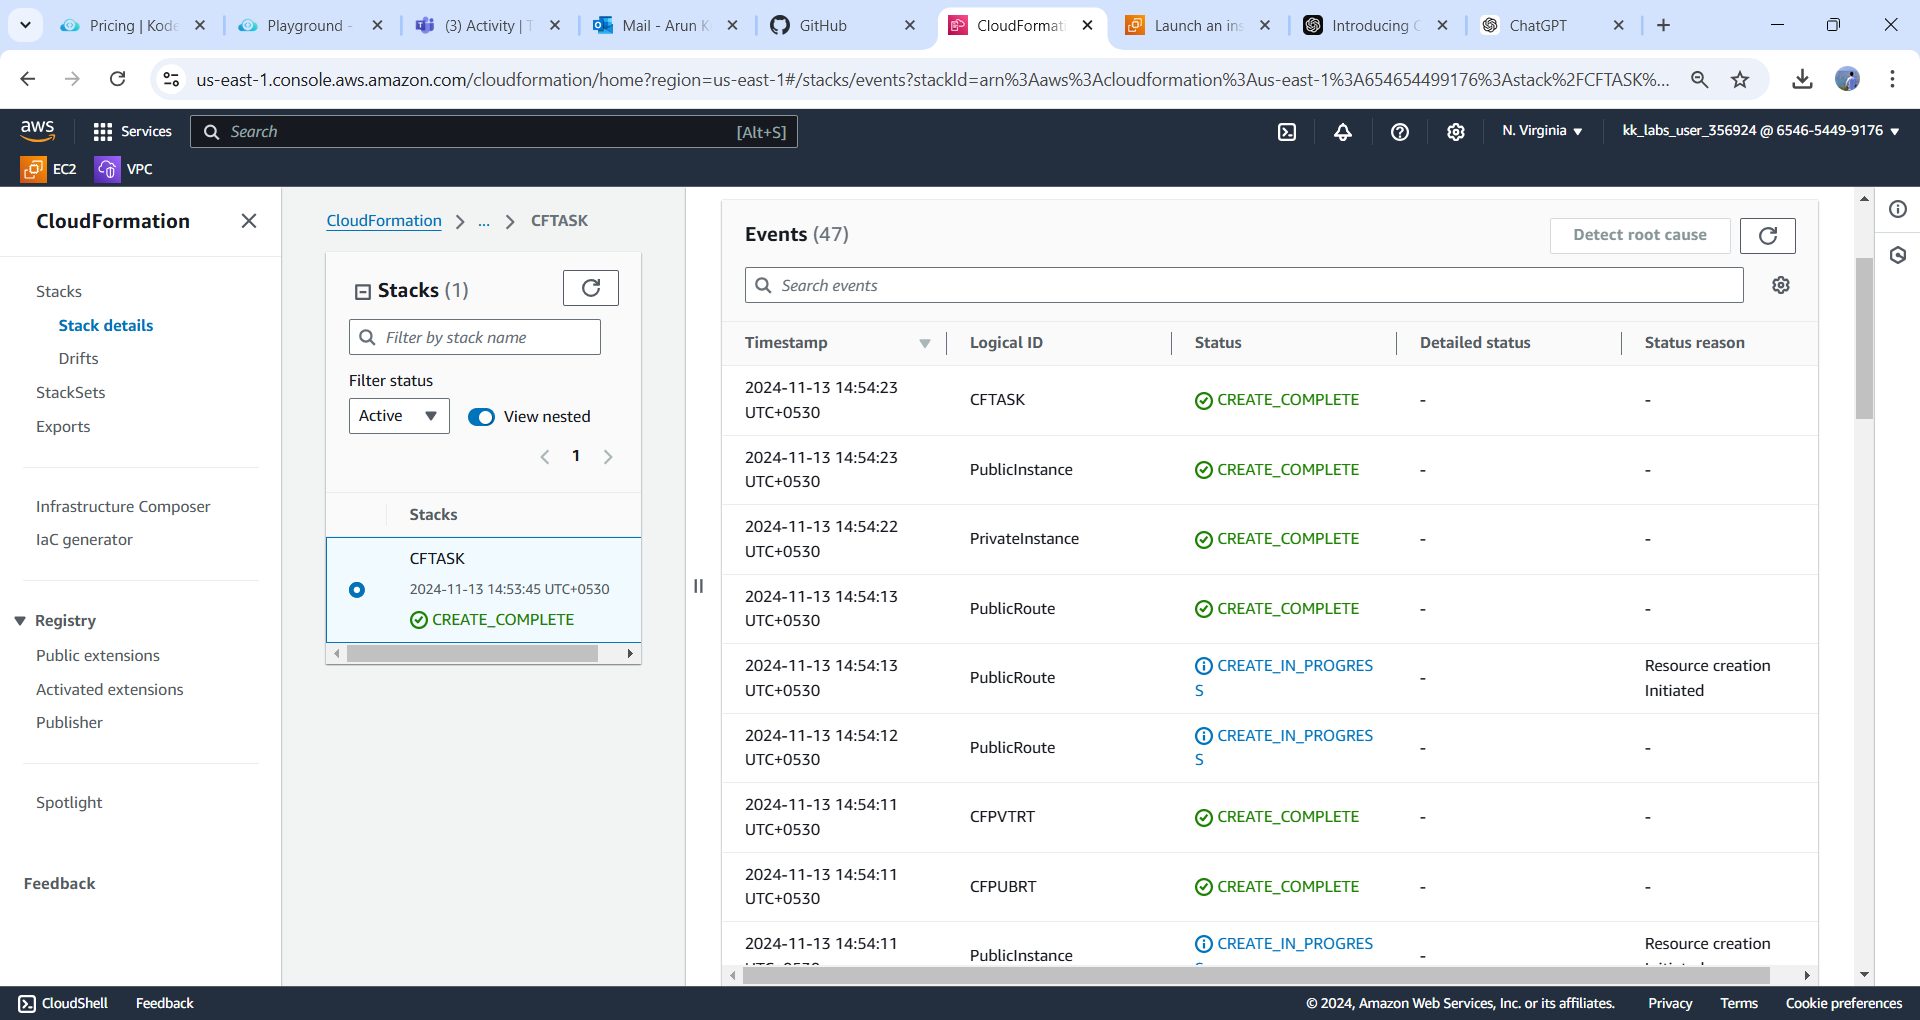 Pricing | Kode
Playground -
(3) Activity | T
Mail - Arun K
GitHub
CloudFormati
Launch an ins
Introducing C
ChatGPT
us-east-1.console.aws.amazon.com/cloudformation/home?region=us-east-1#/stacks/events?stackId=arn%3Aaws%3Acloudformation%3Aus-east-1%3A654654499176%3Astack%2FCFTASK%...
aws
Services
Search
[Alt+S]
N. Virginia
kk_labs_user_356924 @ 6546-5449-9176
EC2
VPC
CloudFormation
Stacks
Stack details
Drifts
StackSets
Exports
Infrastructure Composer
IaC generator
Registry
Public extensions
Activated extensions
Publisher
Spotlight
Feedback
CloudFormation
...
CFTASK
Stacks (1)
Filter by stack name
Filter status
Active
View nested
1
Stacks
CFTASK
2024-11-13 14:53:45 UTC+0530
CREATE_COMPLETE
Events (47)
Detect root cause
Search events
Timestamp
Logical ID
Status
Detailed status
Status reason
2024-11-13 14:54:23
UTC+0530
CFTASK
CREATE_COMPLETE
-
-
2024-11-13 14:54:23
UTC+0530
PublicInstance
CREATE_COMPLETE
-
-
2024-11-13 14:54:22
UTC+0530
PrivateInstance
CREATE_COMPLETE
-
-
2024-11-13 14:54:13
UTC+0530
PublicRoute
CREATE_COMPLETE
-
-
2024-11-13 14:54:13
UTC+0530
PublicRoute
CREATE_IN_PROGRES
S
-
Resource creation
Initiated
2024-11-13 14:54:12
UTC+0530
PublicRoute
CREATE_IN_PROGRES
S
-
-
2024-11-13 14:54:11
UTC+0530
CFPVTRT
CREATE_COMPLETE
-
-
2024-11-13 14:54:11
UTC+0530
CFPUBRT
CREATE_COMPLETE
-
-
2024-11-13 14:54:11
PublicInstance
CREATE_IN_PROGRES
-
Resource creation
CloudShell
Feedback
© 2024, Amazon Web Services, Inc. or its affiliates.
Privacy
Terms
Cookie preferences